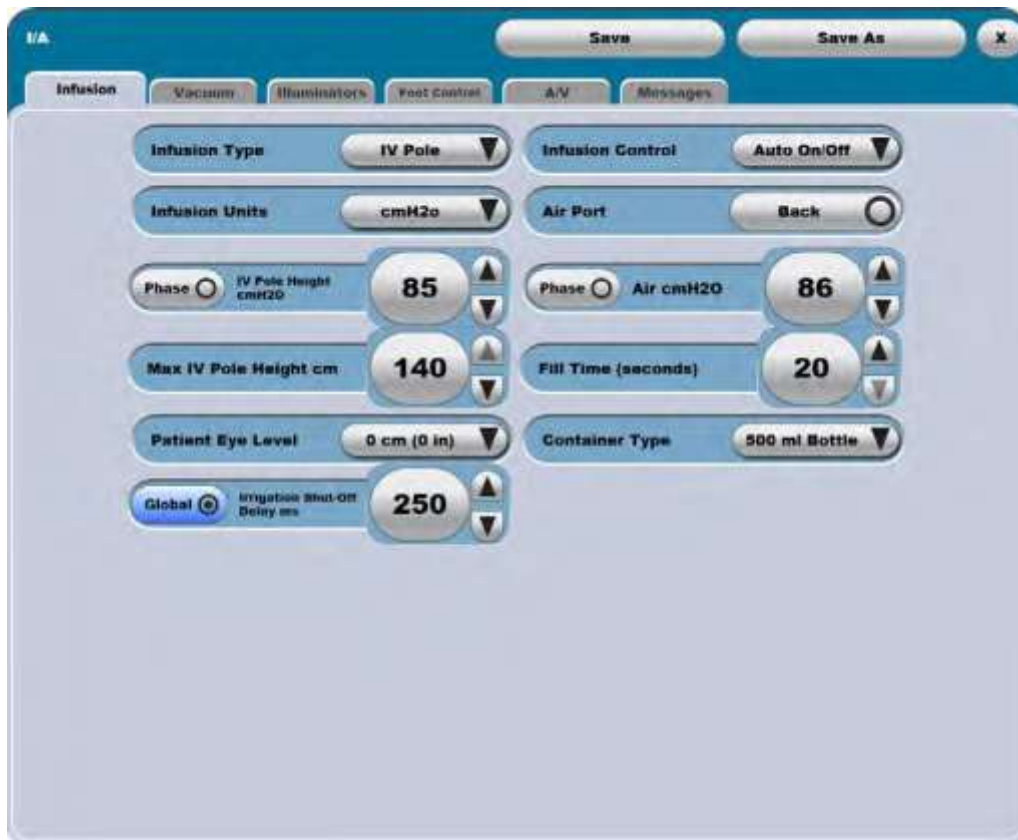 I/A
Save
Save As
X
Infusion
Vacuum
Illuminators
Foot Control
A/V
Messages
Infusion Type
IV Pole
Infusion Control
Auto On/Off
Infusion Units
cmH2o
Air Port
Back
Phase
IV Pole Height
cmH2O
85
Phase
Air cmH2O
86
Max IV Pole Height cm
140
Fill Time (seconds)
20
Patient Eye Level
0 cm (0 in)
Container Type
500 ml Bottle
Global
Irrigation Shut-Off
Delay ms
250